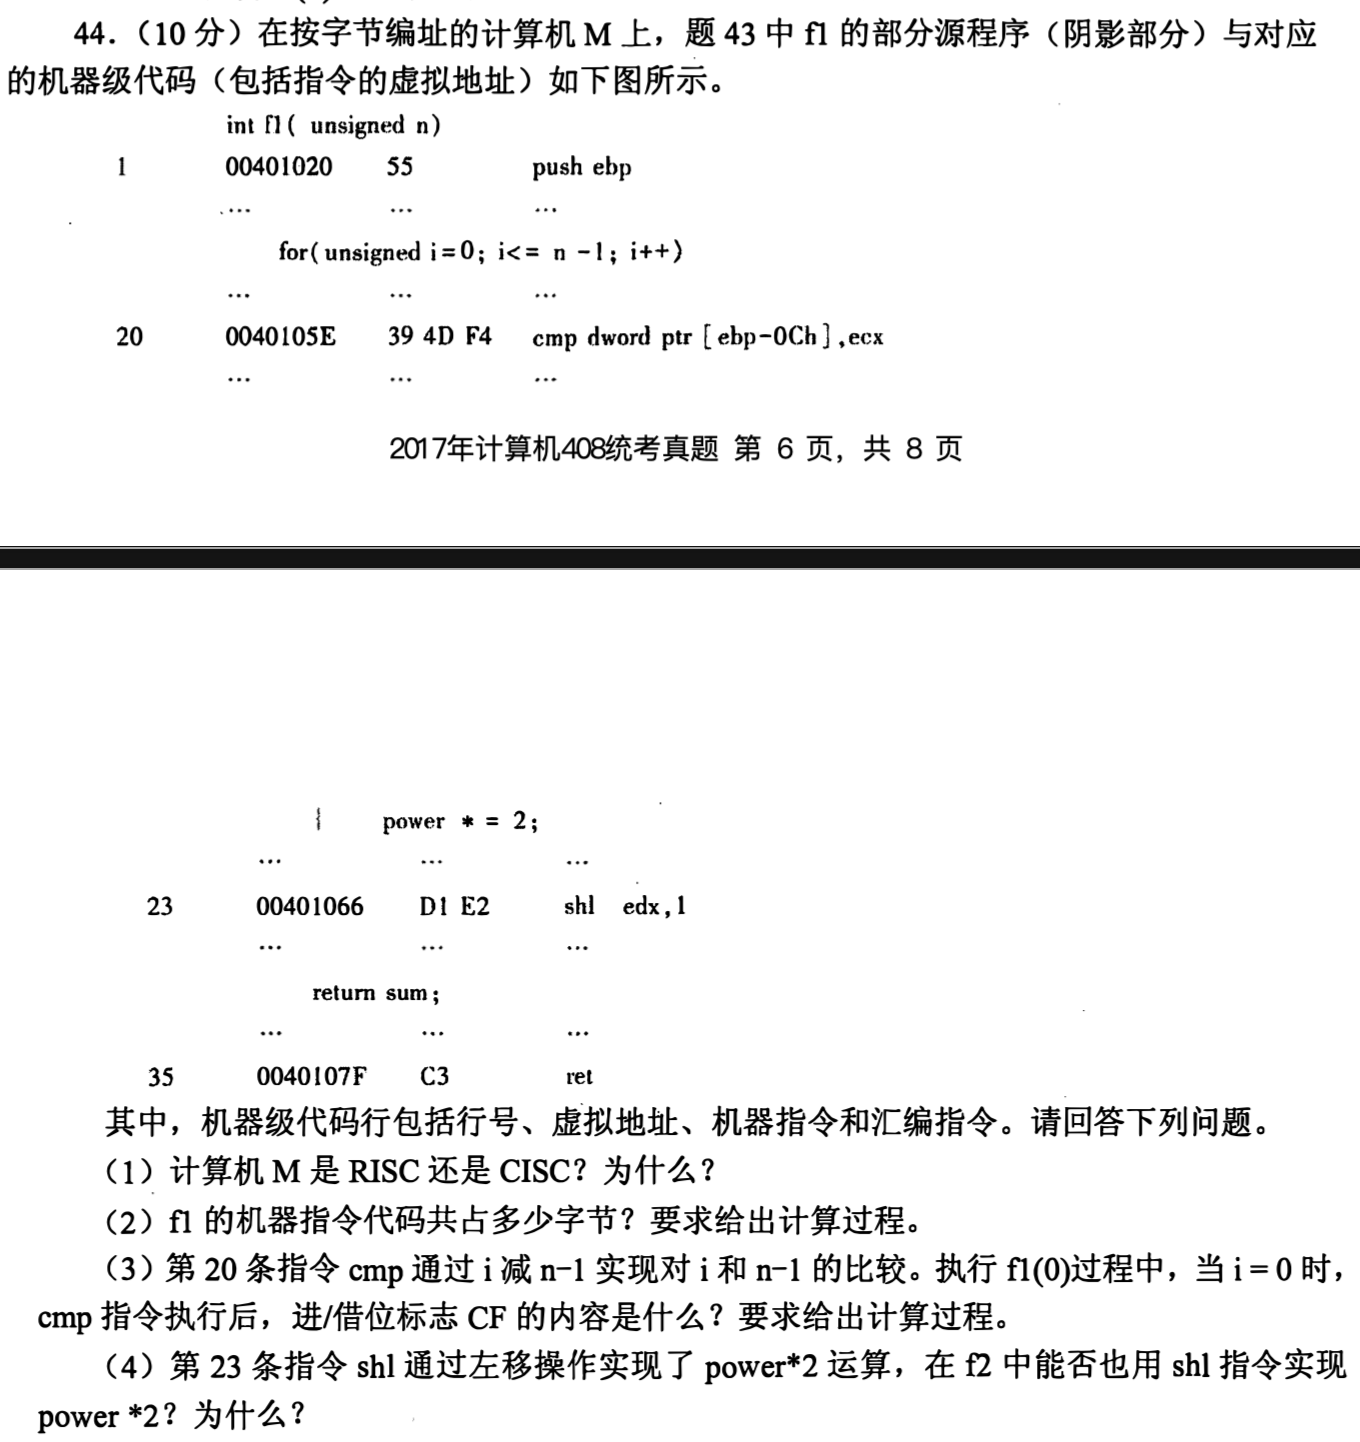 44.（10 分）在按字节编址的计算机 M 上，题 43 中 f1 的部分源程序（阴影部分）与对应
的机器级代码（包括指令的虚拟地址）如下图所示。
int f1( unsigned n)
1 00401020 55 push ebp
… … …
for( unsigned i=0; i<= n -1; i++)
… … …
20 0040105E 39 4D F4 cmp dword ptr [ebp-0Ch],ecx
… … …
2017年计算机408统考真题 第 6 页，共 8 页
{ power * = 2;
… … …
23 00401066 D1 E2 shl edx,1
… … …
return sum;
… … …
35 0040107F C3 ret
其中，机器级代码行包括行号、虚拟地址、机器指令和汇编指令。请回答下列问题。
（1）计算机 M 是 RISC 还是 CISC？为什么？
（2）f1 的机器指令代码共占多少字节？要求给出计算过程。
（3）第 20 条指令 cmp 通过 i 减 n-1 实现对 i 和 n-1 的比较。执行 f1(0)过程中，当 i = 0 时，
cmp 指令执行后，进/借位标志 CF 的内容是什么？要求给出计算过程。
（4）第 23 条指令 shl 通过左移操作实现了 power*2 运算，在 f2 中能否也用 shl 指令实现
power *2？为什么？